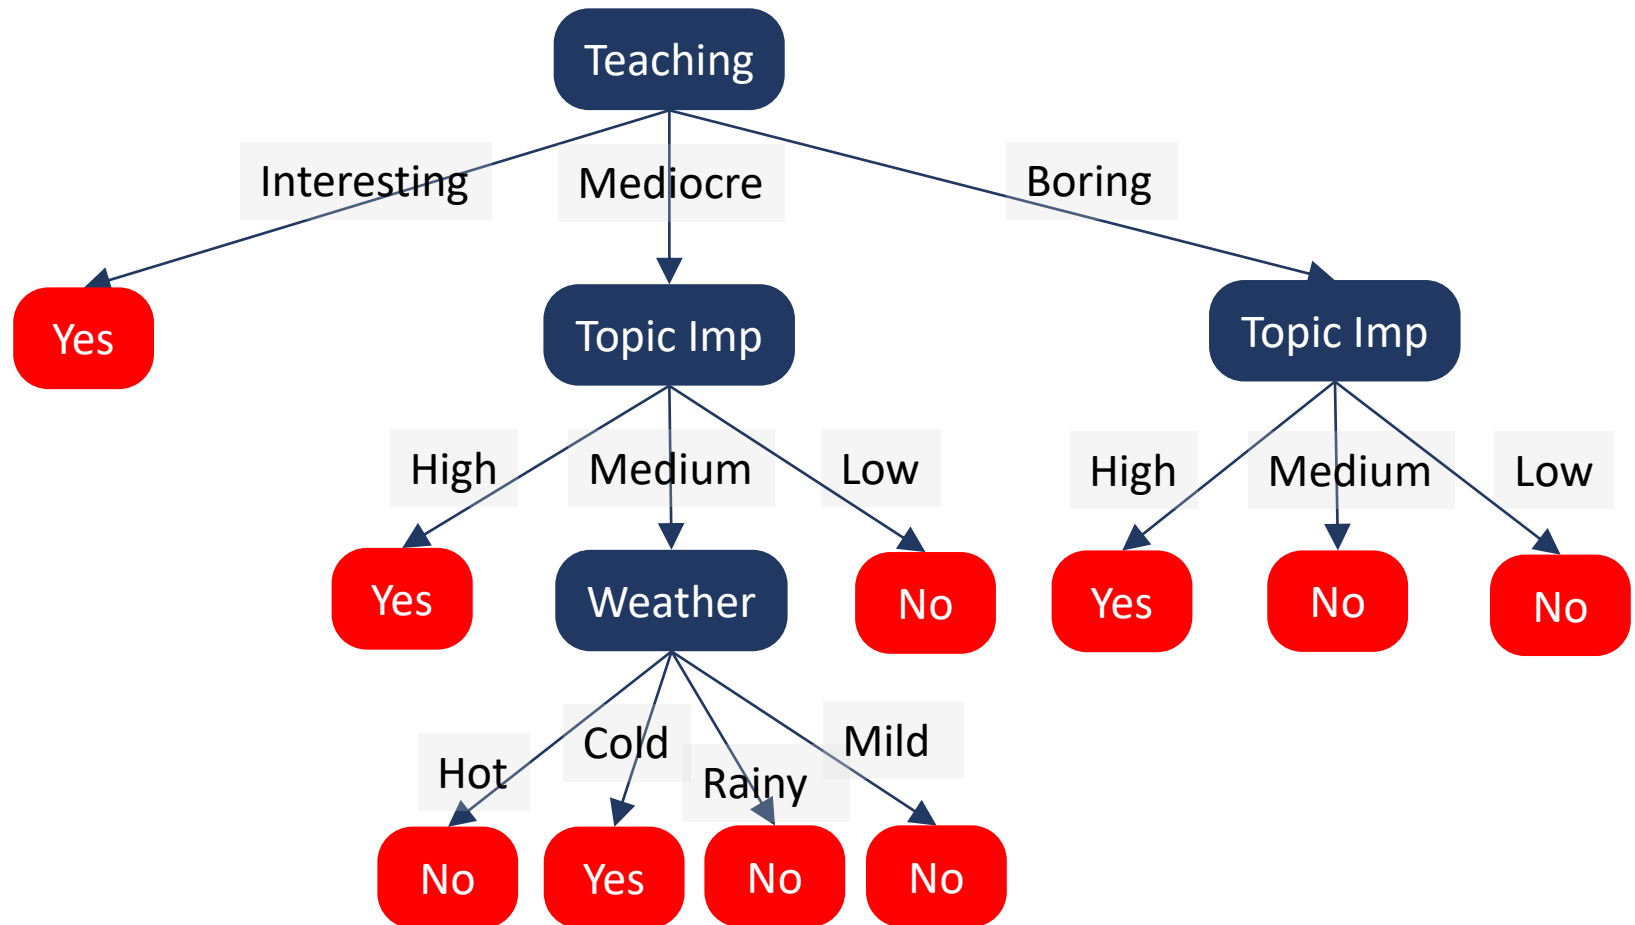 Teaching
Interesting
Mediocre
Boring
Yes
Topic Imp
Topic Imp
High
Medium
Low
High
Medium
Low
Yes
Weather
No
Yes
No
No
Hot
Cold
Rainy
Mild
No
Yes
No
No